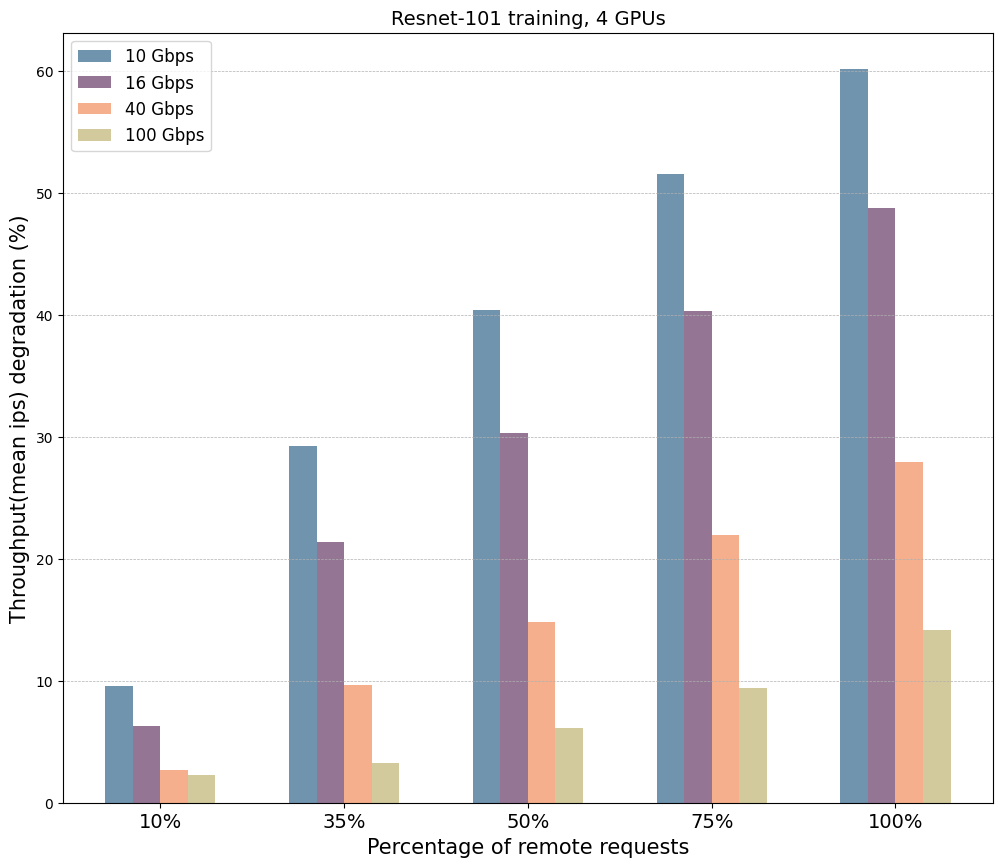 Resnet-101 training, 4 GPUs
10 Gbps
16 Gbps
40 Gbps
100 Gbps
Throughput(mean ips) degradation (%)
60
50
40
30
20
10
0
10% 35% 50% 75% 100%
Percentage of remote requests